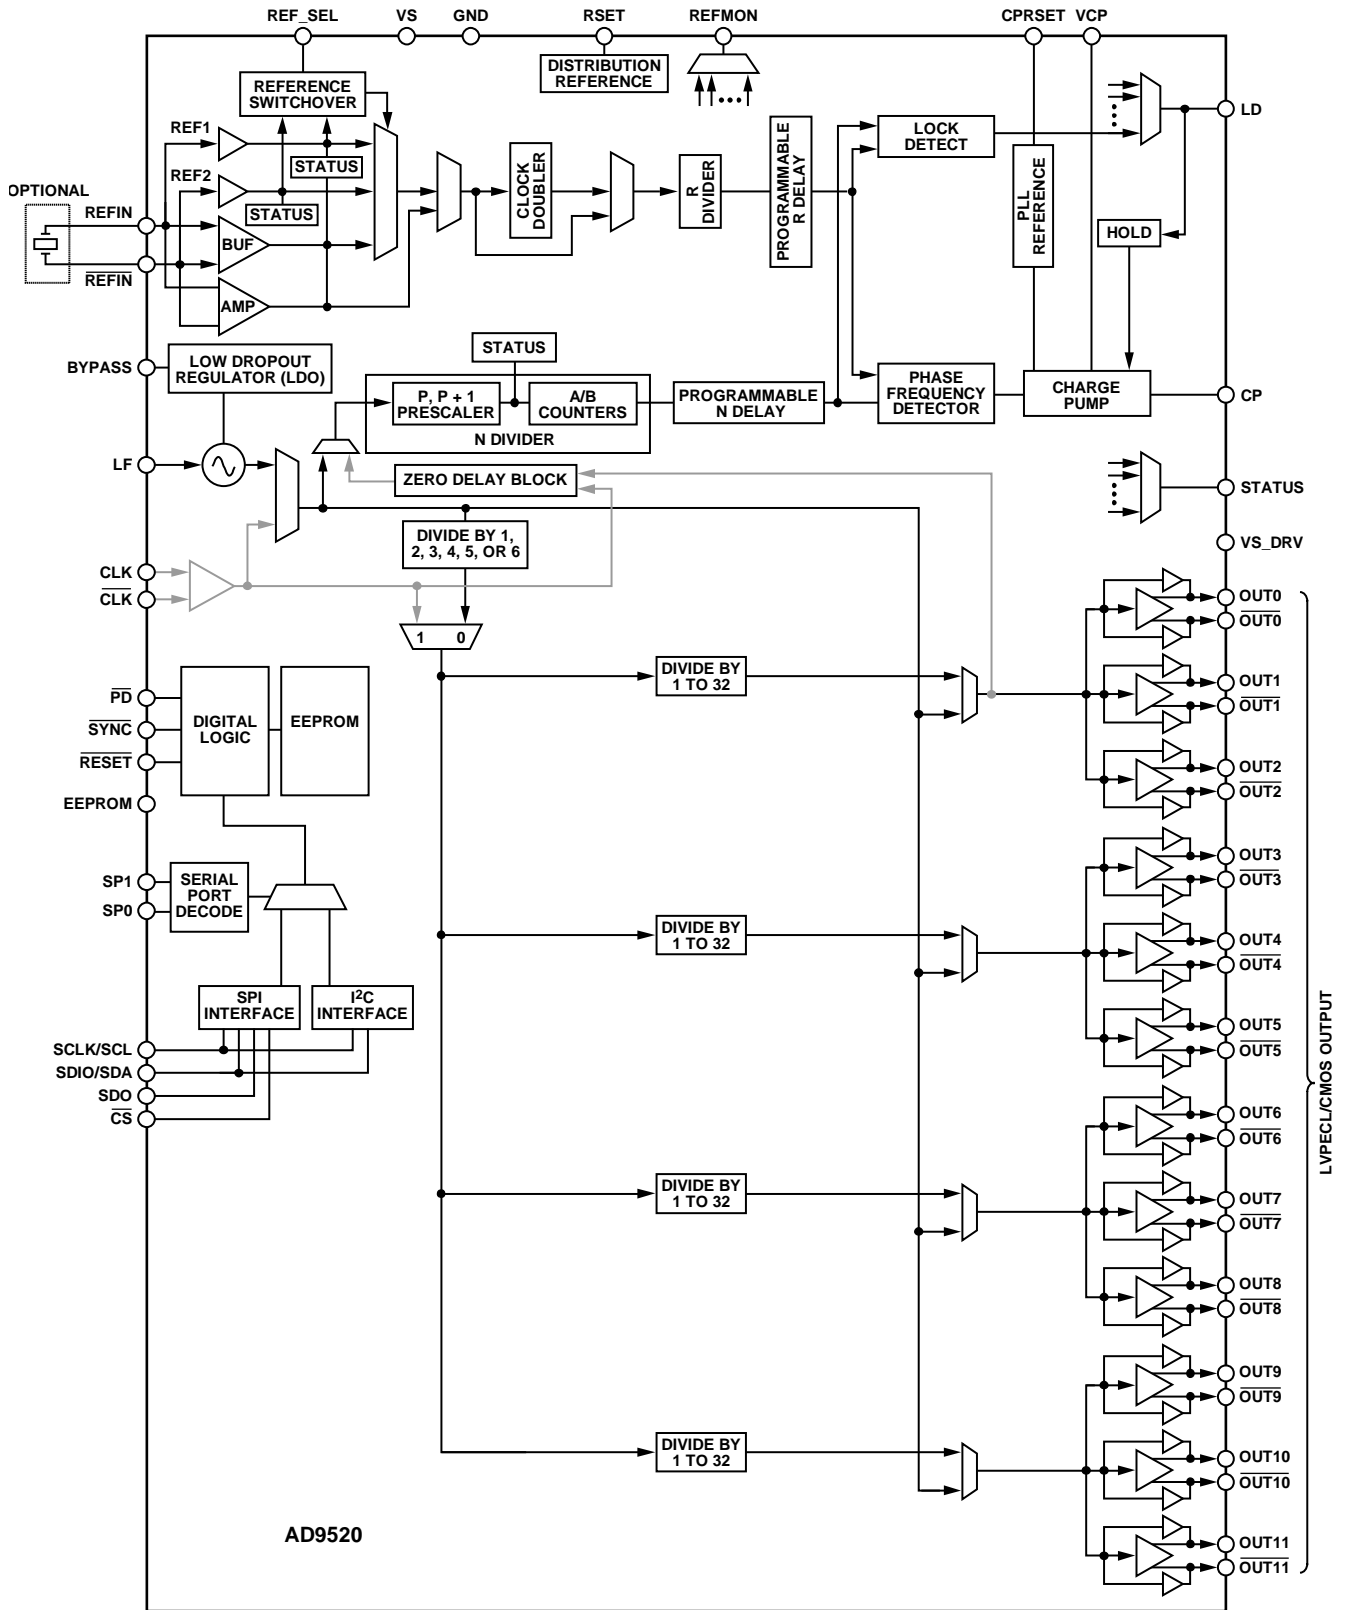 REF_SEL VS GND RSET REFMON CPRSET VCP
DISTRIBUTION
REFERENCE
REFERENCE
SWITCHOVER
REF1
STATUS
REF2
STATUS
OPTIONAL
REFIN
REFIN
BUF
AMP
CLOCK
DOUBLER
R
DIVIDER
PROGRAMMABLE
R DELAY
LOCK
DETECT
LD
PLL
REFERENCE
HOLD
BYPASS
LOW DROPOUT
REGULATOR (LDO)
STATUS
P, P + 1
PRESCALER
A/B
COUNTERS
N DIVIDER
PROGRAMMABLE
N DELAY
PHASE
FREQUENCY
DETECTOR
CHARGE
PUMP
CP
LF
ZERO DELAY BLOCK
STATUS
DIVIDE BY 1,
2, 3, 4, 5, OR 6
VS_DRV
CLK
CLK
1 0
PD
SYNC
RESET
EEPROM
DIGITAL
LOGIC
EEPROM
SP1
SP0
SERIAL
PORT
DECODE
SPI
INTERFACE
I2C
INTERFACE
SCLK/SCL
SDIO/SDA
SDO
CS
DIVIDE BY
1 TO 32
DIVIDE BY
1 TO 32
DIVIDE BY
1 TO 32
DIVIDE BY
1 TO 32
OUT0
OUT0
OUT1
OUT1
OUT2
OUT2
OUT3
OUT3
OUT4
OUT4
OUT5
OUT5
OUT6
OUT6
OUT7
OUT7
OUT8
OUT8
OUT9
OUT9
OUT10
OUT10
OUT11
OUT11
LVPECL/CMOS OUTPUT
AD9520